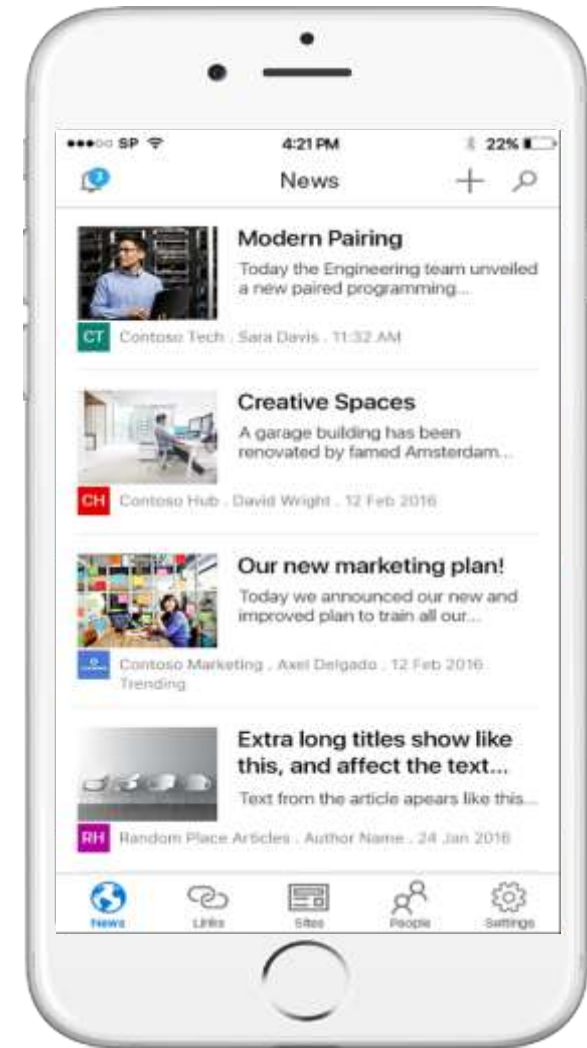 SP 4:21 PM 22%
3
News
Modern Pairing
Today the Engineering team unveiled
a new paired programming...
CT Contoso Tech . Sara Davis . 11:32 AM
Creative Spaces
A garage building has been
renovated by famed Amsterdam...
CH Contoso Hub . David Wright . 12 Feb 2016
Our new marketing plan!
Today we announced our new and
improved plan to train all our...
Contoso Marketing . Axel Delgado . 12 Feb 2016
Trending
Extra long titles show like
this, and affect the text...
Text from the article apears like this...
RH Random Place Articles . Author Name . 24 Jan 2016
News Links Sites People Settings